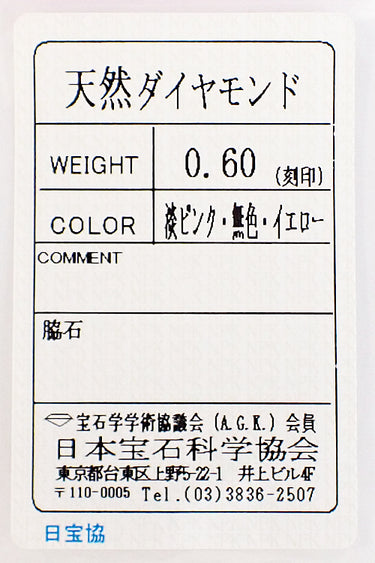 天然ダイヤモンド
WEIGHT 0.60 (刻印)
COLOR 淡ピンク・無色・イエロー
COMMENT
脇石
宝石学学術協議会 (A.G.K.) 会員
日本宝石科学協会
東京都台東区上野5-22-1 井上ビル4F
〒110-0005 Tel.(03)3836-2507
日宝協